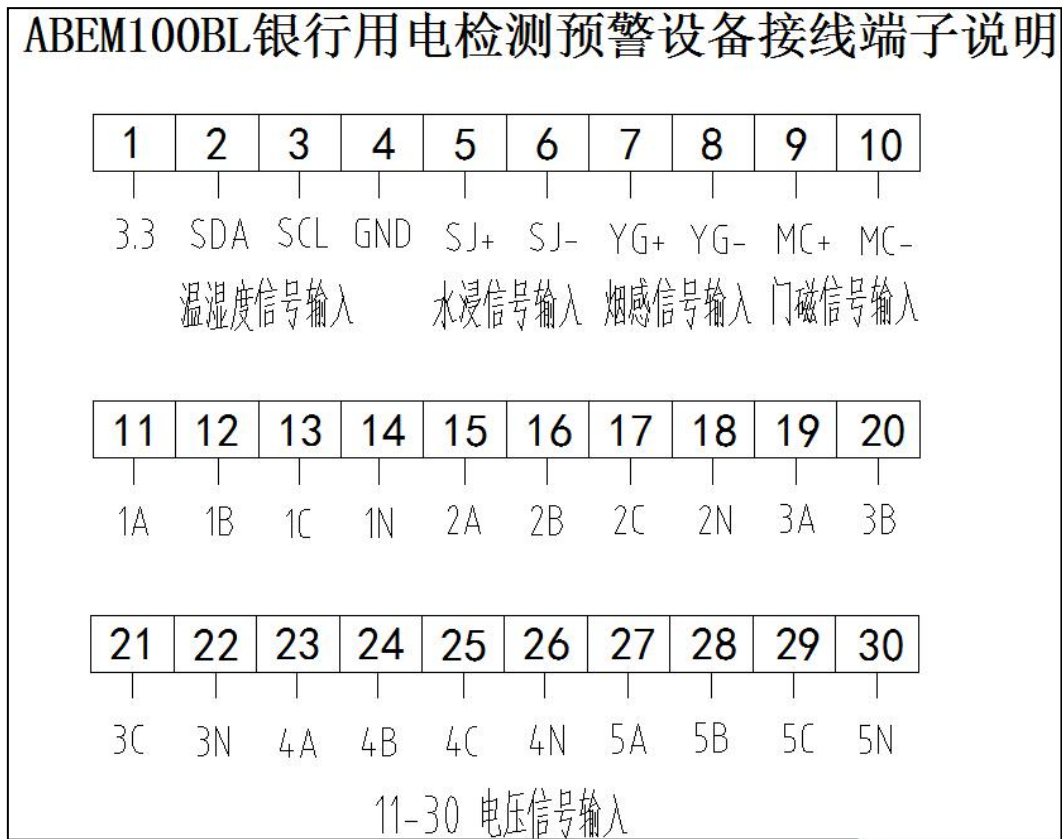 ABEM100BL银行用电检测预警设备接线端子说明
1 2 3 4 5 6 7 8 9 10
3.3 SDA SCL GND SJ+ SJ- YG+ YG- MC+ MC-
温湿度信号输入 水浸信号输入 烟感信号输入 门磁信号输入
11 12 13 14 15 16 17 18 19 20
1A 1B 1C 1N 2A 2B 2C 2N 3A 3B
21 22 23 24 25 26 27 28 29 30
3C 3N 4A 4B 4C 4N 5A 5B 5C 5N
11-30 电压信号输入